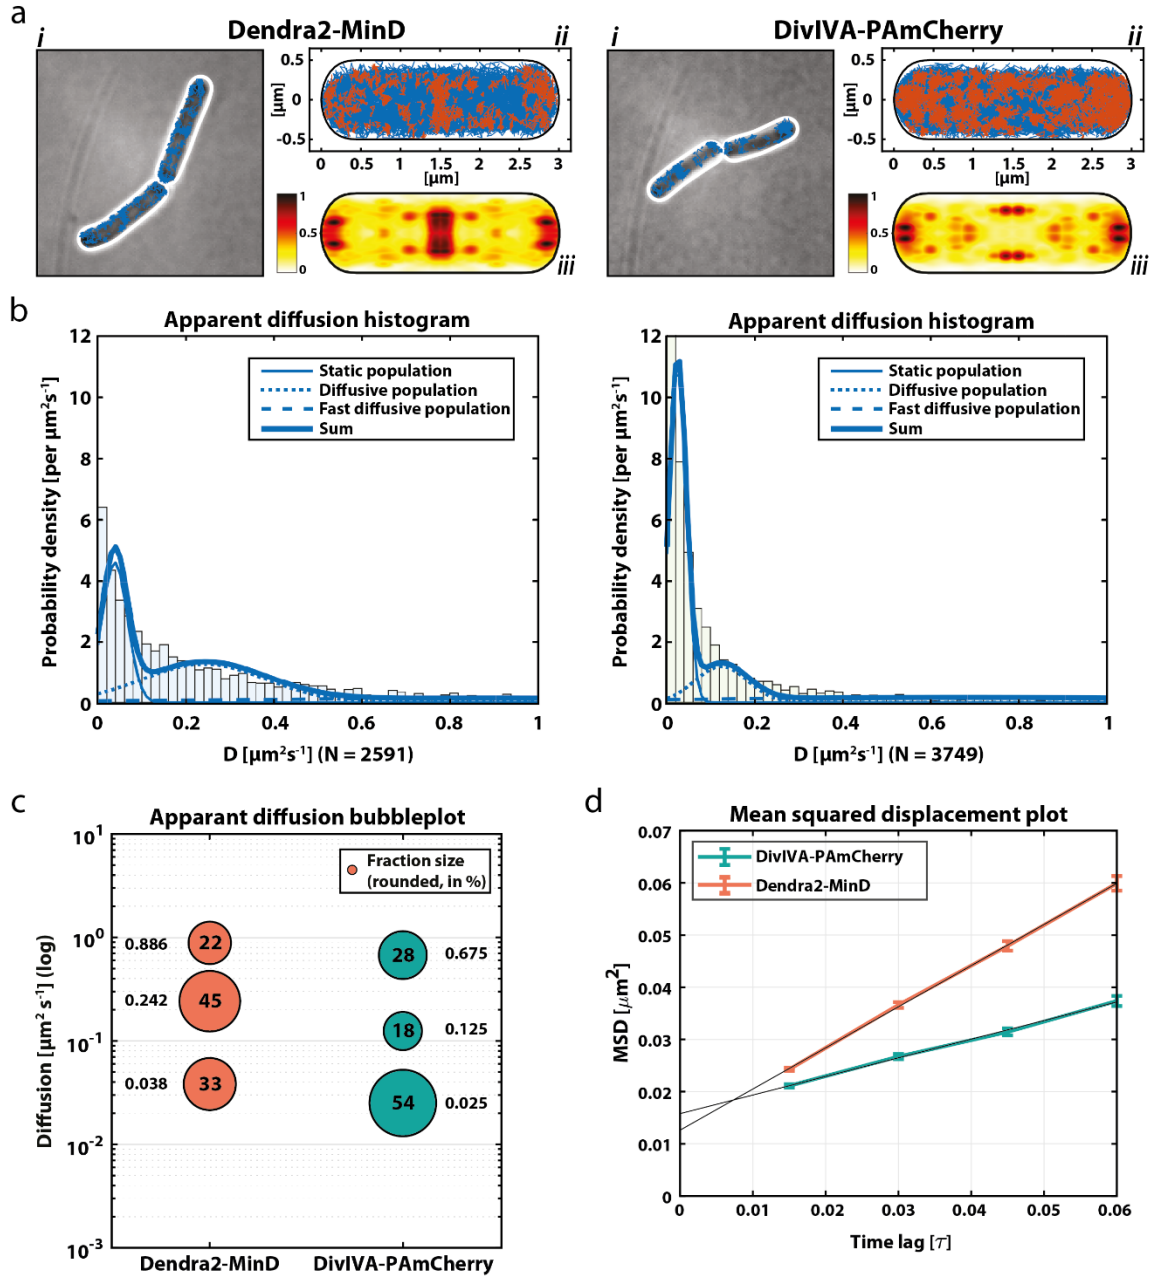 a
Dendra2-MinD
DivIVA-PAmCherry
i
ii
i
ii
[µm]
0.5
0
-0.5
0
0.5
1
1.5
2
2.5
3
[µm]
1
0.5
0
iii
[µm]
0.5
0
-0.5
0
0.5
1
1.5
2
2.5
3
[µm]
1
0.5
0
iii
b
Apparent diffusion histogram
Probability density [per µm²s⁻¹]
12
10
8
6
4
2
0
Static population
Diffusive population
Fast diffusive population
Sum
0
0.2
0.4
0.6
0.8
1
D [µm²s⁻¹] (N = 2591)
Apparent diffusion histogram
Probability density [per µm²s⁻¹]
12
10
8
6
4
2
0
Static population
Diffusive population
Fast diffusive population
Sum
0
0.2
0.4
0.6
0.8
1
D [µm²s⁻¹] (N = 3749)
c
Apparant diffusion bubbleplot
Diffusion [µm² s⁻¹] (log)
10¹
10⁰
10⁻¹
10⁻²
10⁻³
Fraction size
(rounded, in %)
0.886
22
28
0.675
0.242
45
18
0.125
0.038
33
54
0.025
Dendra2-MinD
DivIVA-PAmCherry
d
Mean squared displacement plot
MSD [µm²]
0.07
0.06
0.05
0.04
0.03
0.02
0.01
0
DivIVA-PAmCherry
Dendra2-MinD
0
0.01
0.02
0.03
0.04
0.05
0.06
Time lag [τ]